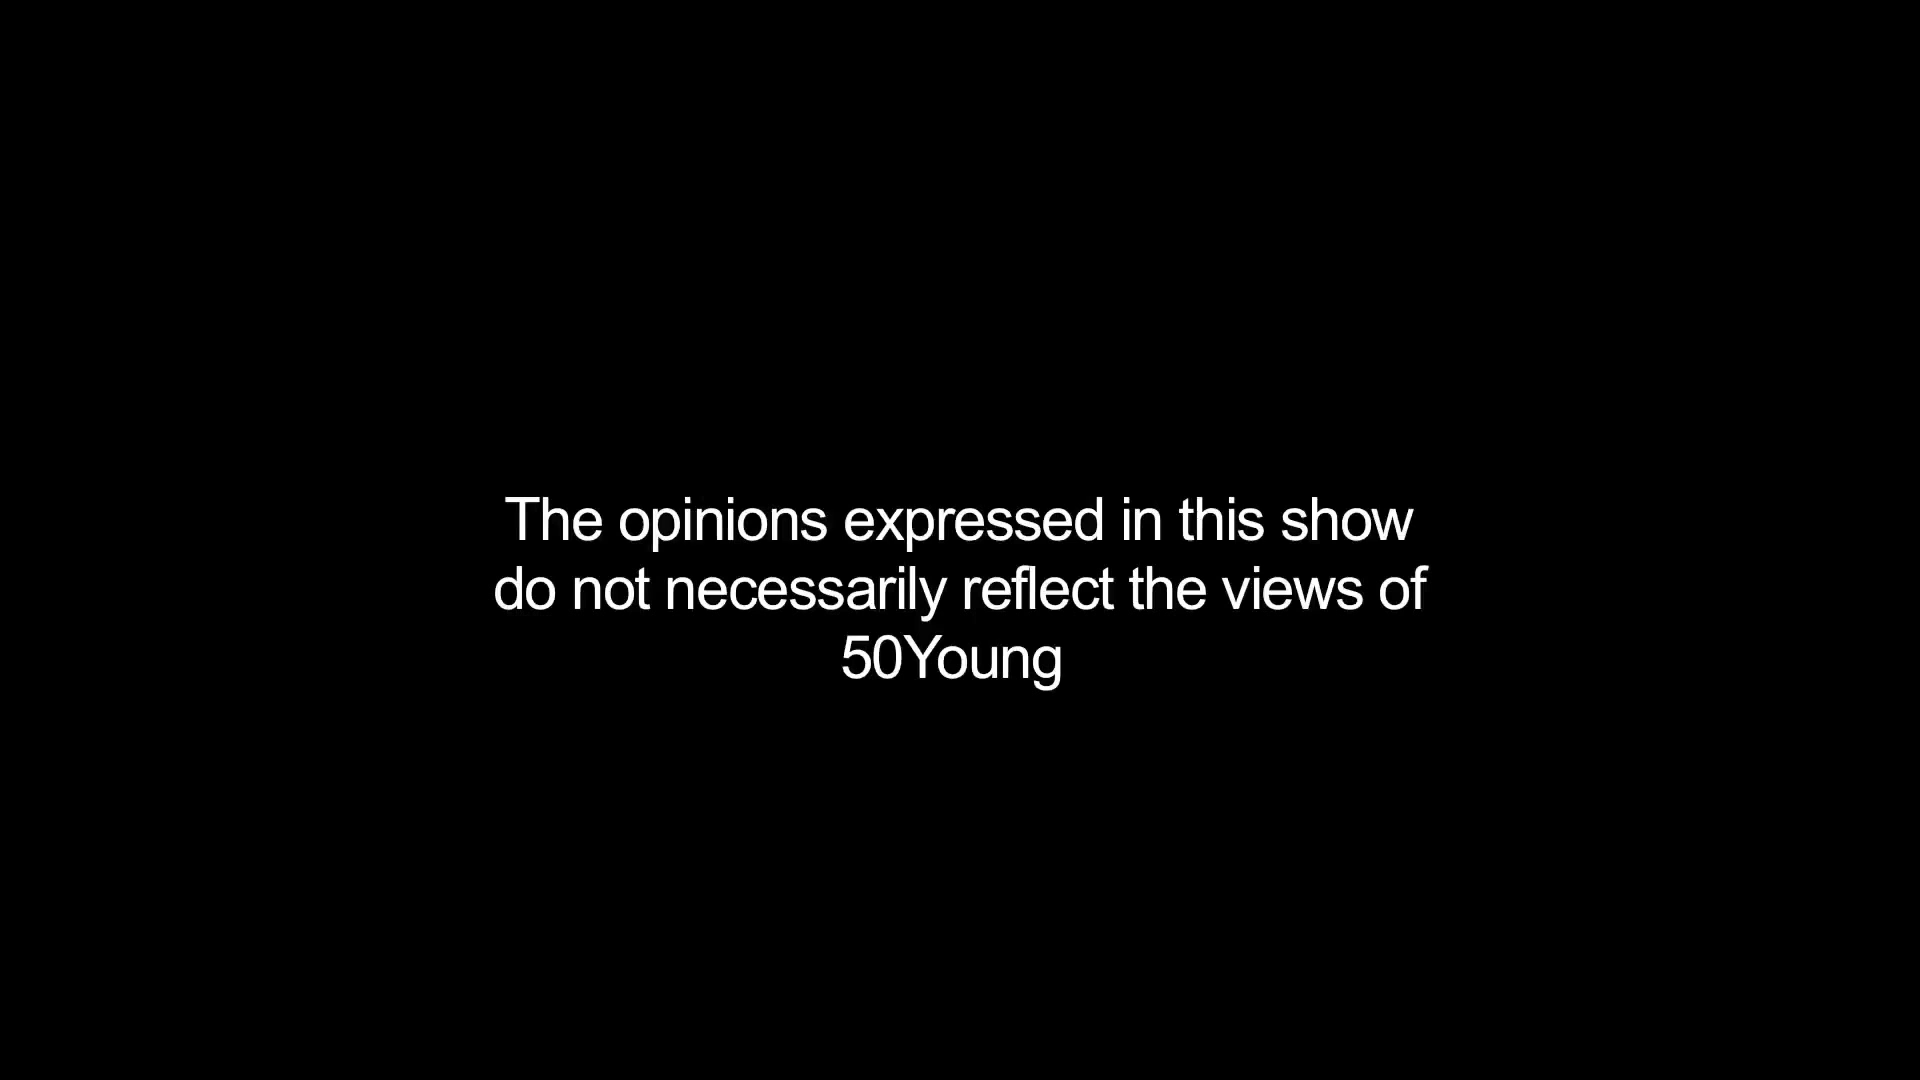 The opinions expressed in this show
do not necessarily reflect the views of
50Young